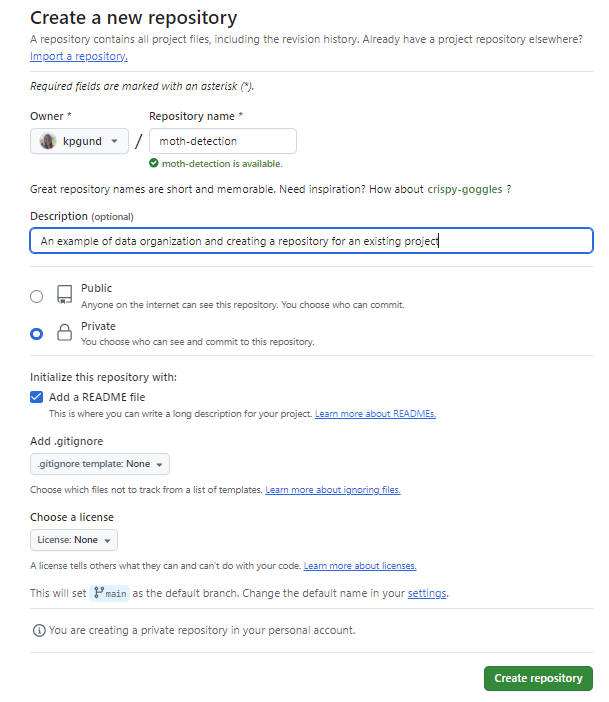 Create a new repository
A repository contains all project files, including the revision history. Already have a project repository elsewhere?
Import a repository.
Required fields are marked with an asterisk (*).
Owner *
Repository name *
kpgund
/
moth-detection
moth-detection is available.
Great repository names are short and memorable. Need inspiration? How about crispy-goggles ?
Description (optional)
An example of data organization and creating a repository for an existing project
Public
Anyone on the internet can see this repository. You choose who can commit.
Private
You choose who can see and commit to this repository.
Initialize this repository with:
Add a README file
This is where you can write a long description for your project. Learn more about READMEs.
Add .gitignore
.gitignore template: None
Choose which files not to track from a list of templates. Learn more about ignoring files.
Choose a license
License: None
A license tells others what they can and can't do with your code. Learn more about licenses.
This will set main as the default branch. Change the default name in your settings.
You are creating a private repository in your personal account.
Create repository